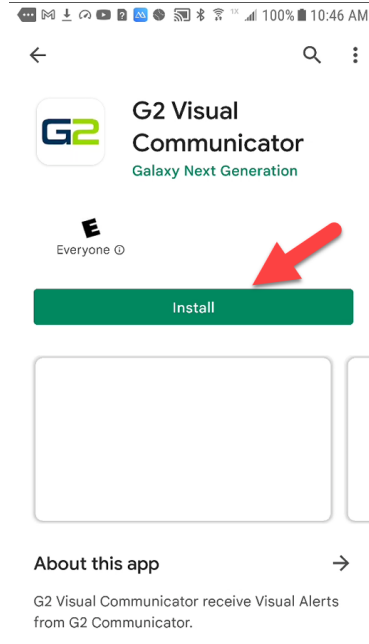 1X 100% 10:46 AM
G2
G2 Visual
Communicator
Galaxy Next Generation
E
Everyone
Install
About this app
G2 Visual Communicator receive Visual Alerts
from G2 Communicator.